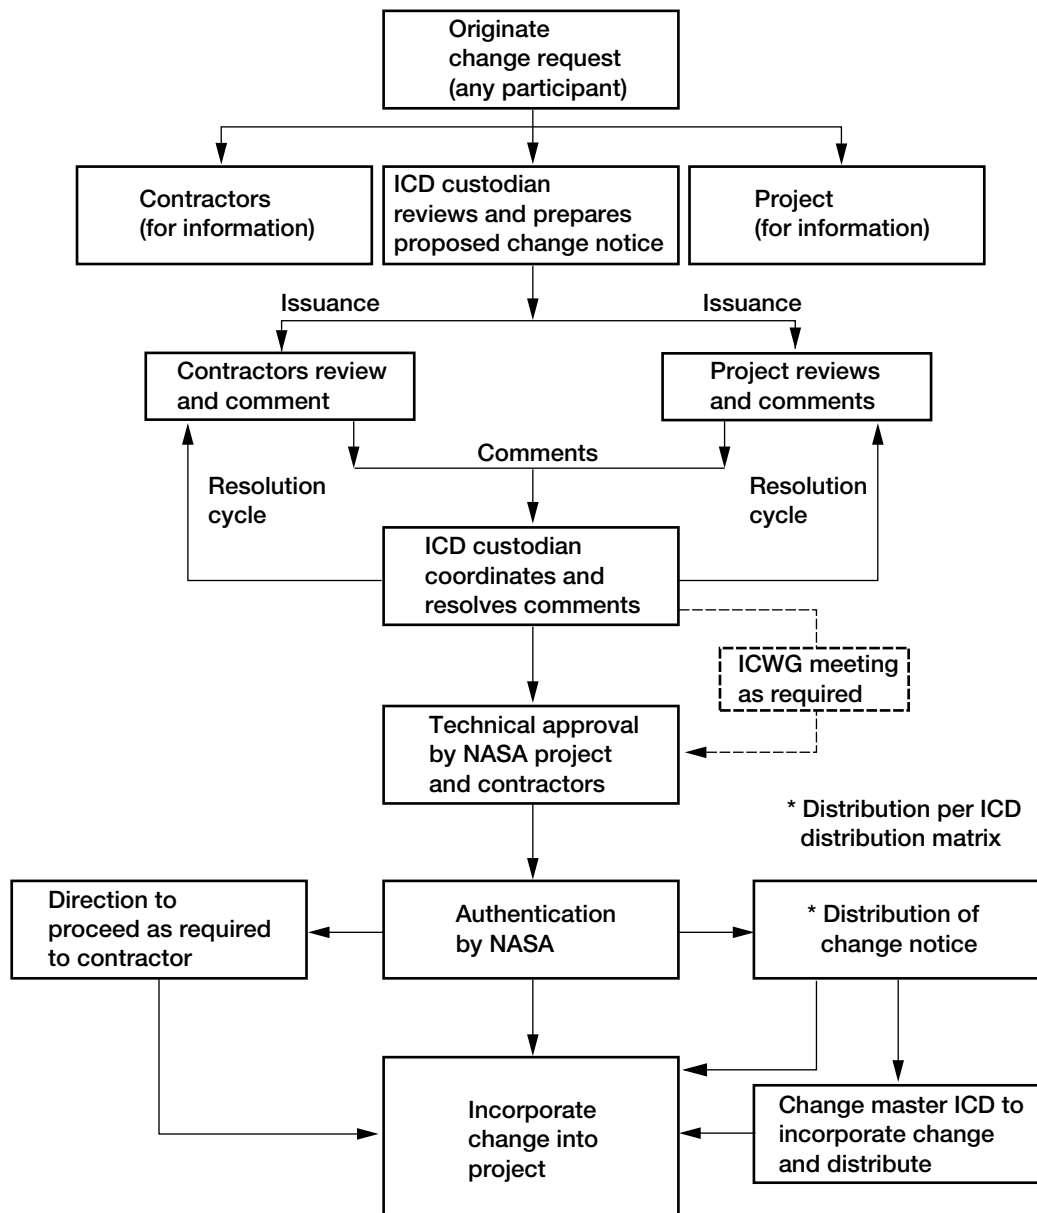 Originate
change request
(any participant)
Contractors
(for information)
ICD custodian
reviews and prepares
proposed change notice
Project
(for information)
Issuance
Issuance
Contractors review
and comment
Project reviews
and comments
Comments
Resolution
cycle
Resolution
cycle
ICD custodian
coordinates and
resolves comments
ICWG meeting
as required
Technical approval
by NASA project
and contractors
* Distribution per ICD
distribution matrix
Direction to
proceed as required
to contractor
Authentication
by NASA
* Distribution of
change notice
Incorporate
change into
project
Change master ICD to
incorporate change
and distribute